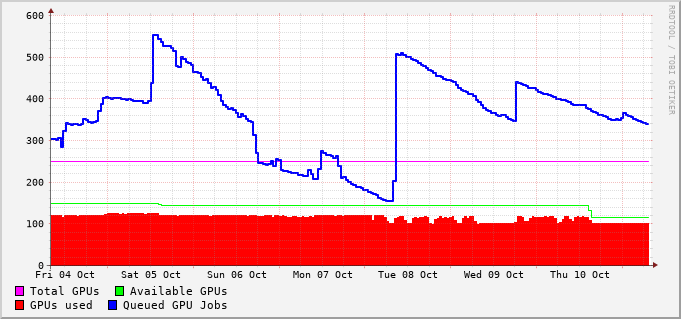 600
500
400
300
200
100
0
Fri 04 Oct Sat 05 Oct Sun 06 Oct Mon 07 Oct Tue 08 Oct Wed 09 Oct Thu 10 Oct
Total GPUs Available GPUs
GPUs used Queued GPU Jobs
RRDTOOL / TOBI OETIKER